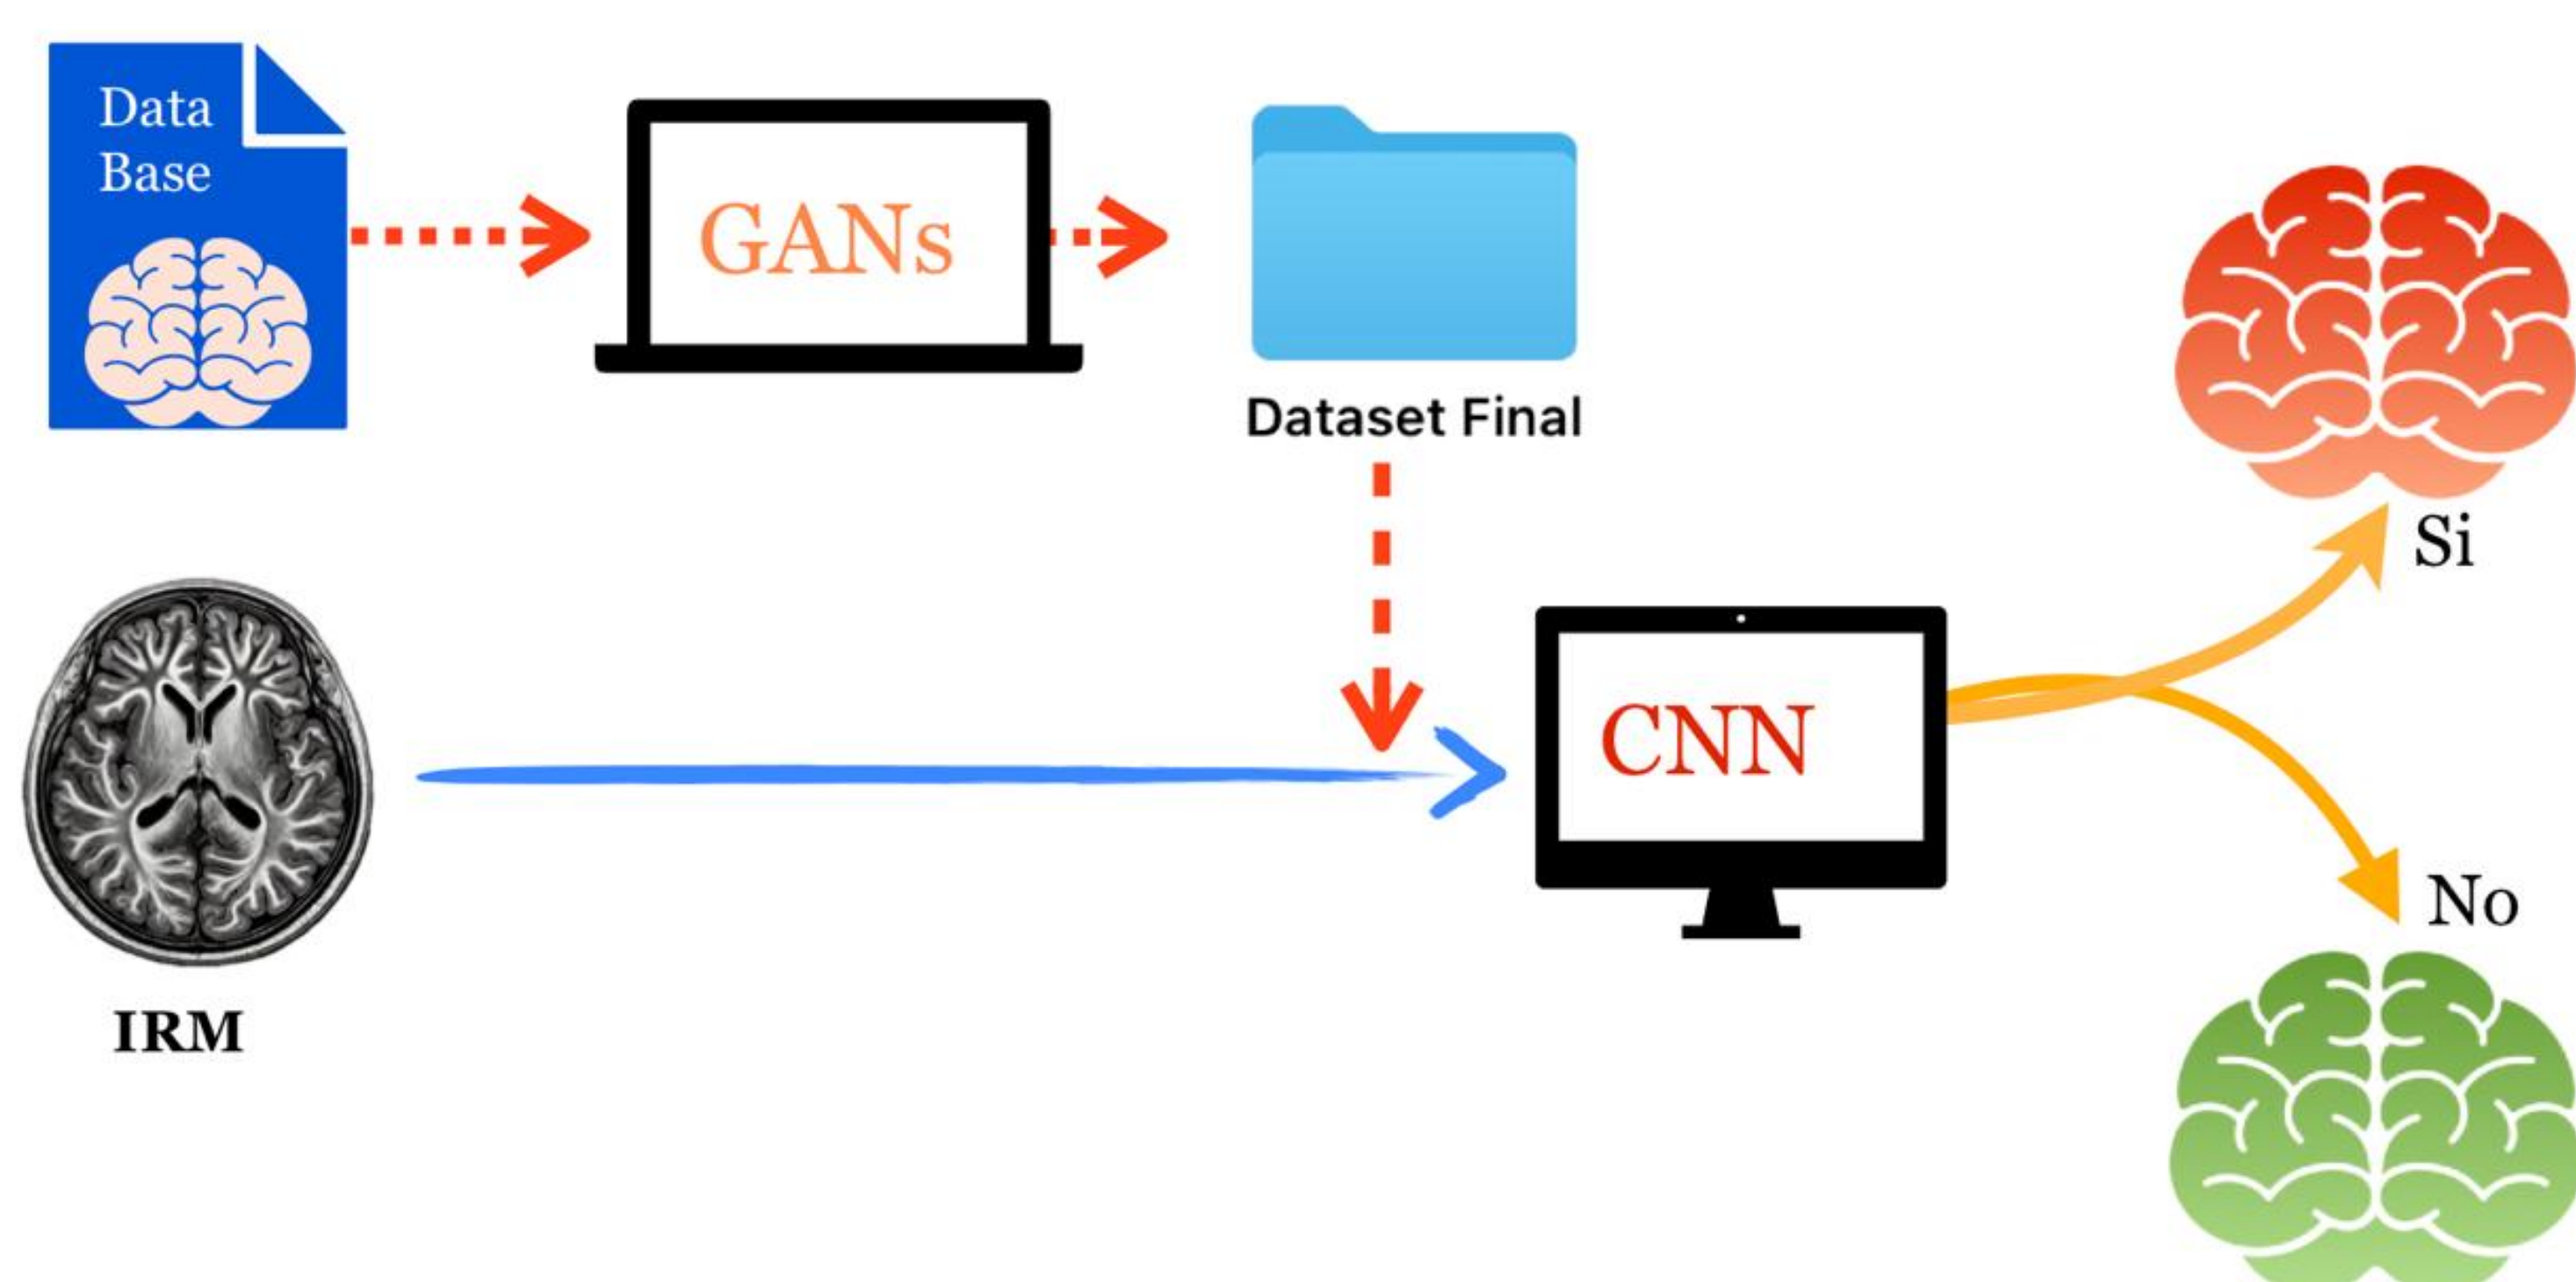 Data
Base
GANs
Dataset Final
Si
CNN
No
IRM